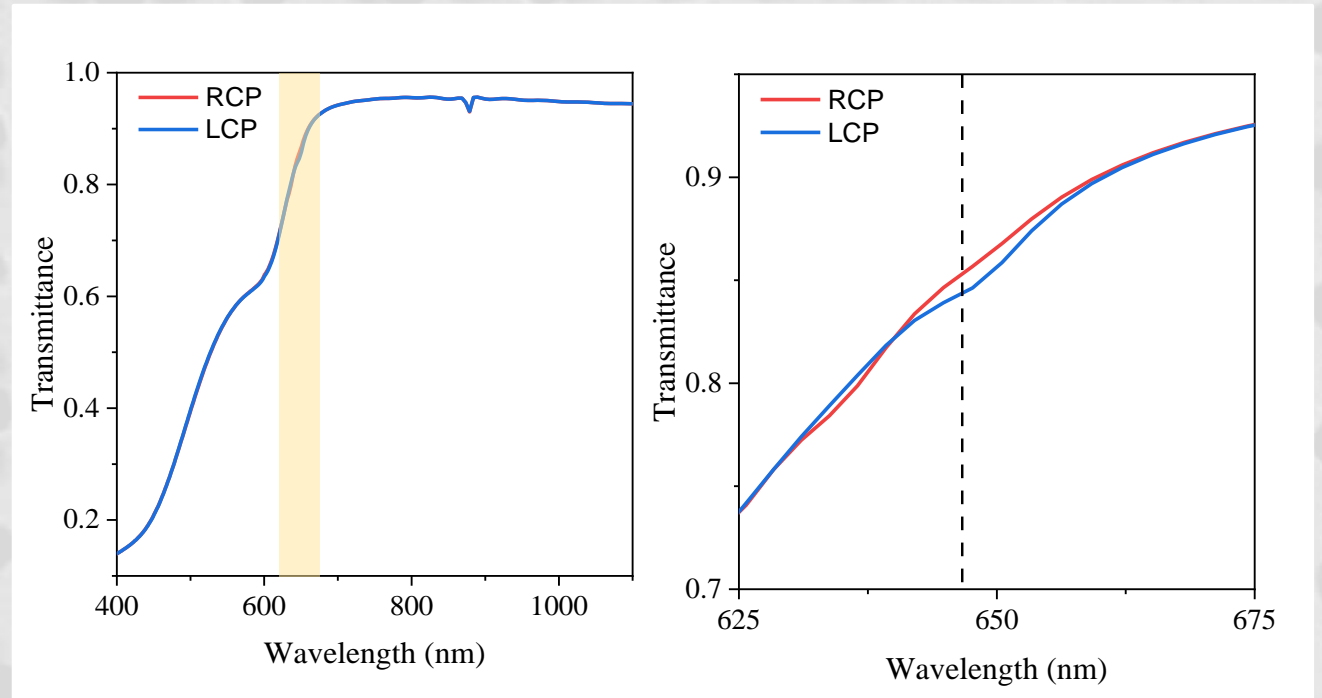 RCP
LCP
1.0
0.8
0.6
0.4
0.2
Transmittance
400
600
800
1000
Wavelength (nm)
RCP
LCP
0.9
0.8
0.7
Transmittance
625
650
675
Wavelength (nm)